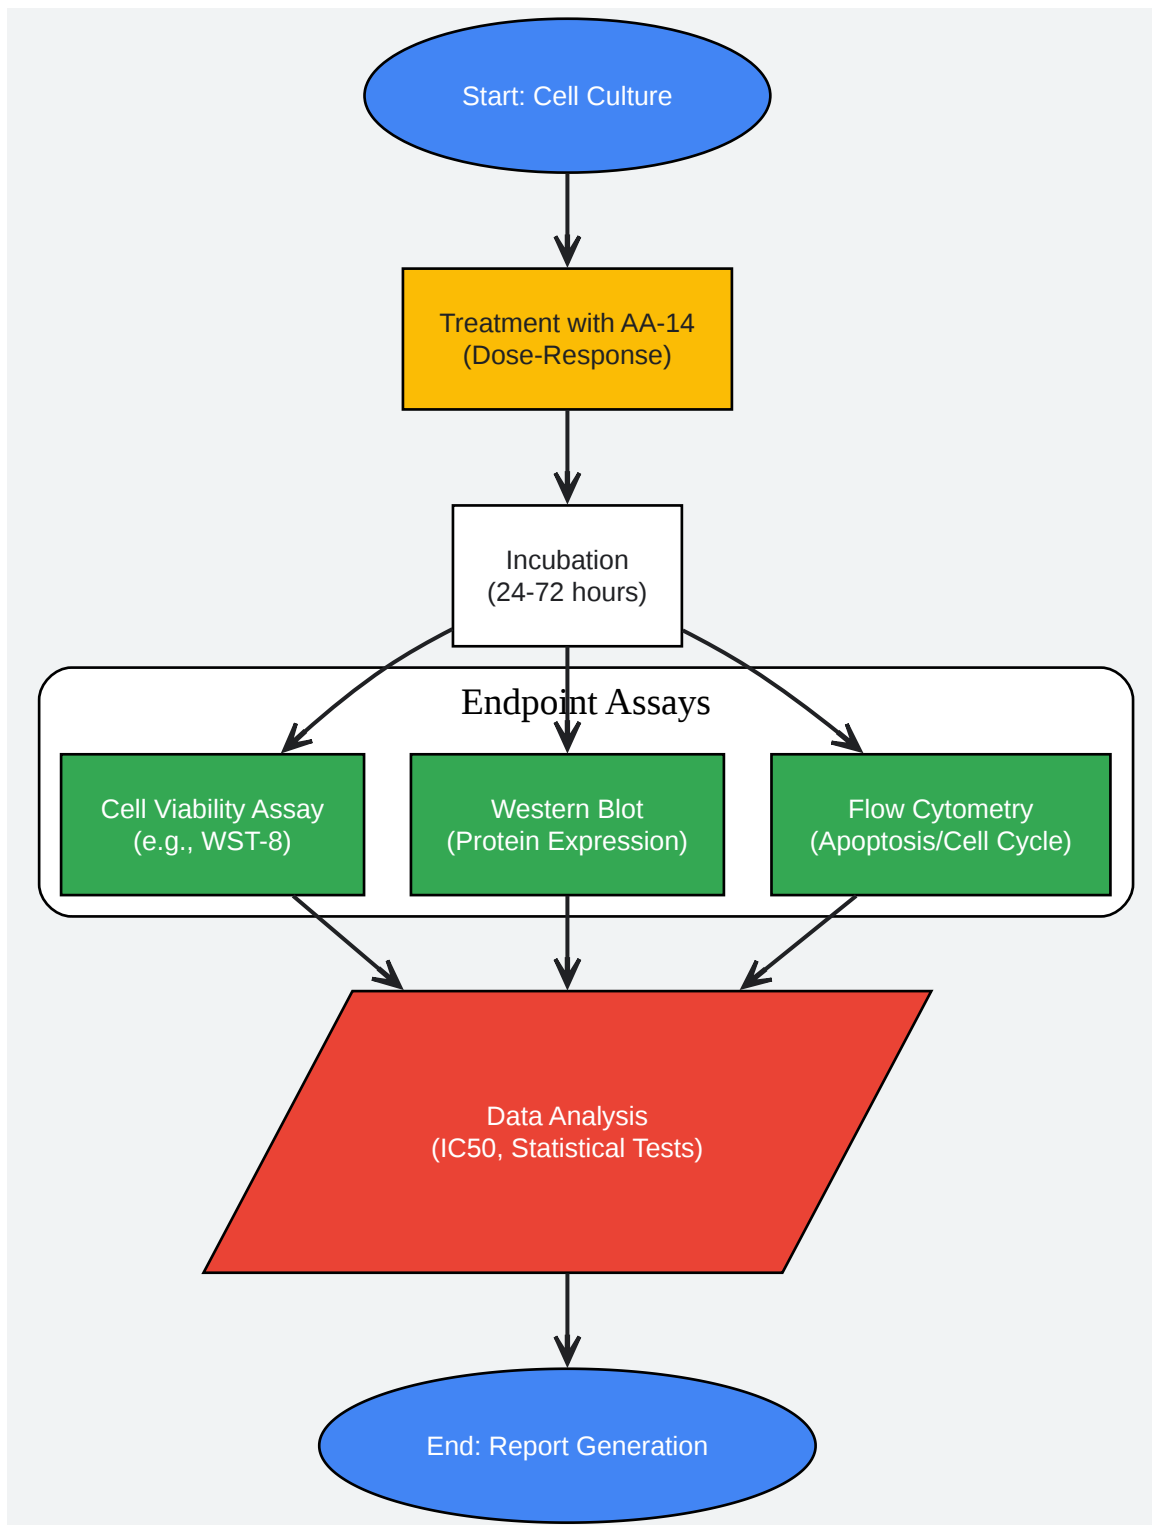 Start: Cell Culture
Treatment with AA-14
(Dose-Response)
Incubation
(24-72 hours)
Endpoint Assays
Cell Viability Assay
(e.g., WST-8)
Western Blot
(Protein Expression)
Flow Cytometry
(Apoptosis/Cell Cycle)
Data Analysis
(IC50, Statistical Tests)
End: Report Generation